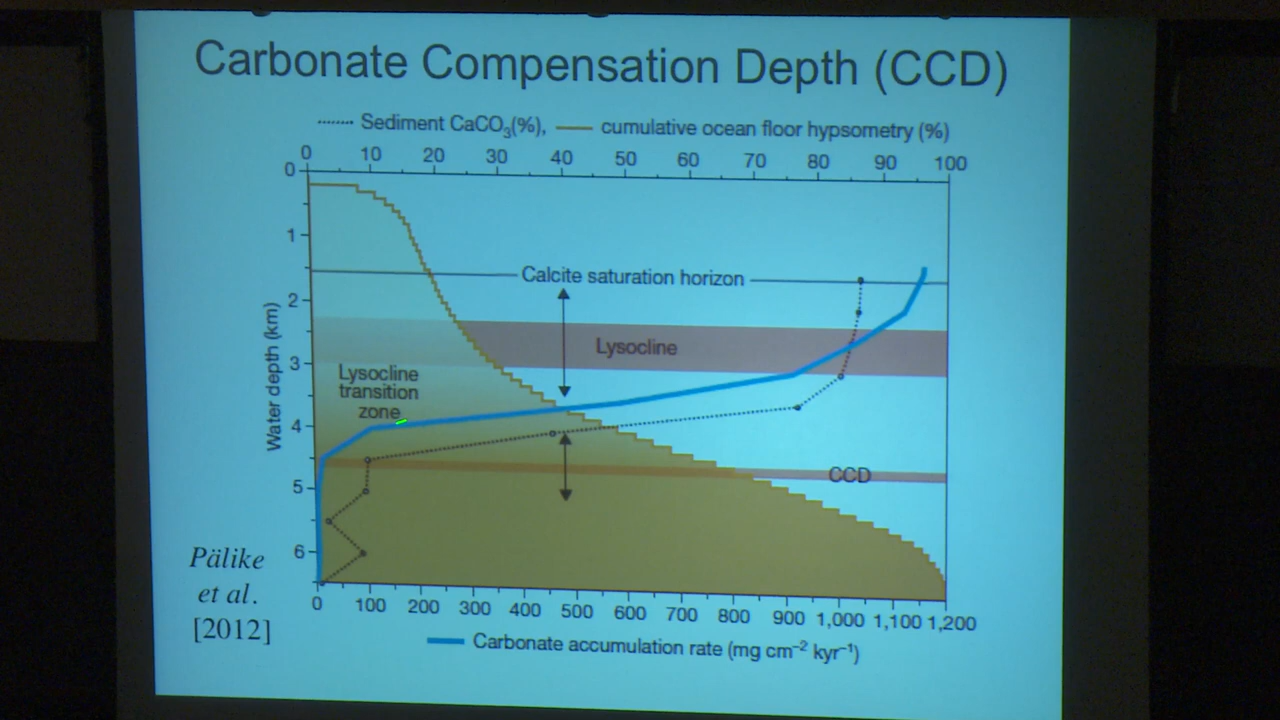 Carbonate Compensation Depth (CCD)
Sediment CaCO₃(%), cumulative ocean floor hypsometry (%)
0 10 20 30 40 50 60 70 80 90 100
0
1
2
3
4
5
6
Water depth (km)
Calcite saturation horizon
Lysocline
Lysocline
transition
zone
CCD
Pälike
et al.
[2012]
0 100 200 300 400 500 600 700 800 900 1,000 1,100 1,200
Carbonate accumulation rate (mg cm⁻² kyr⁻¹)